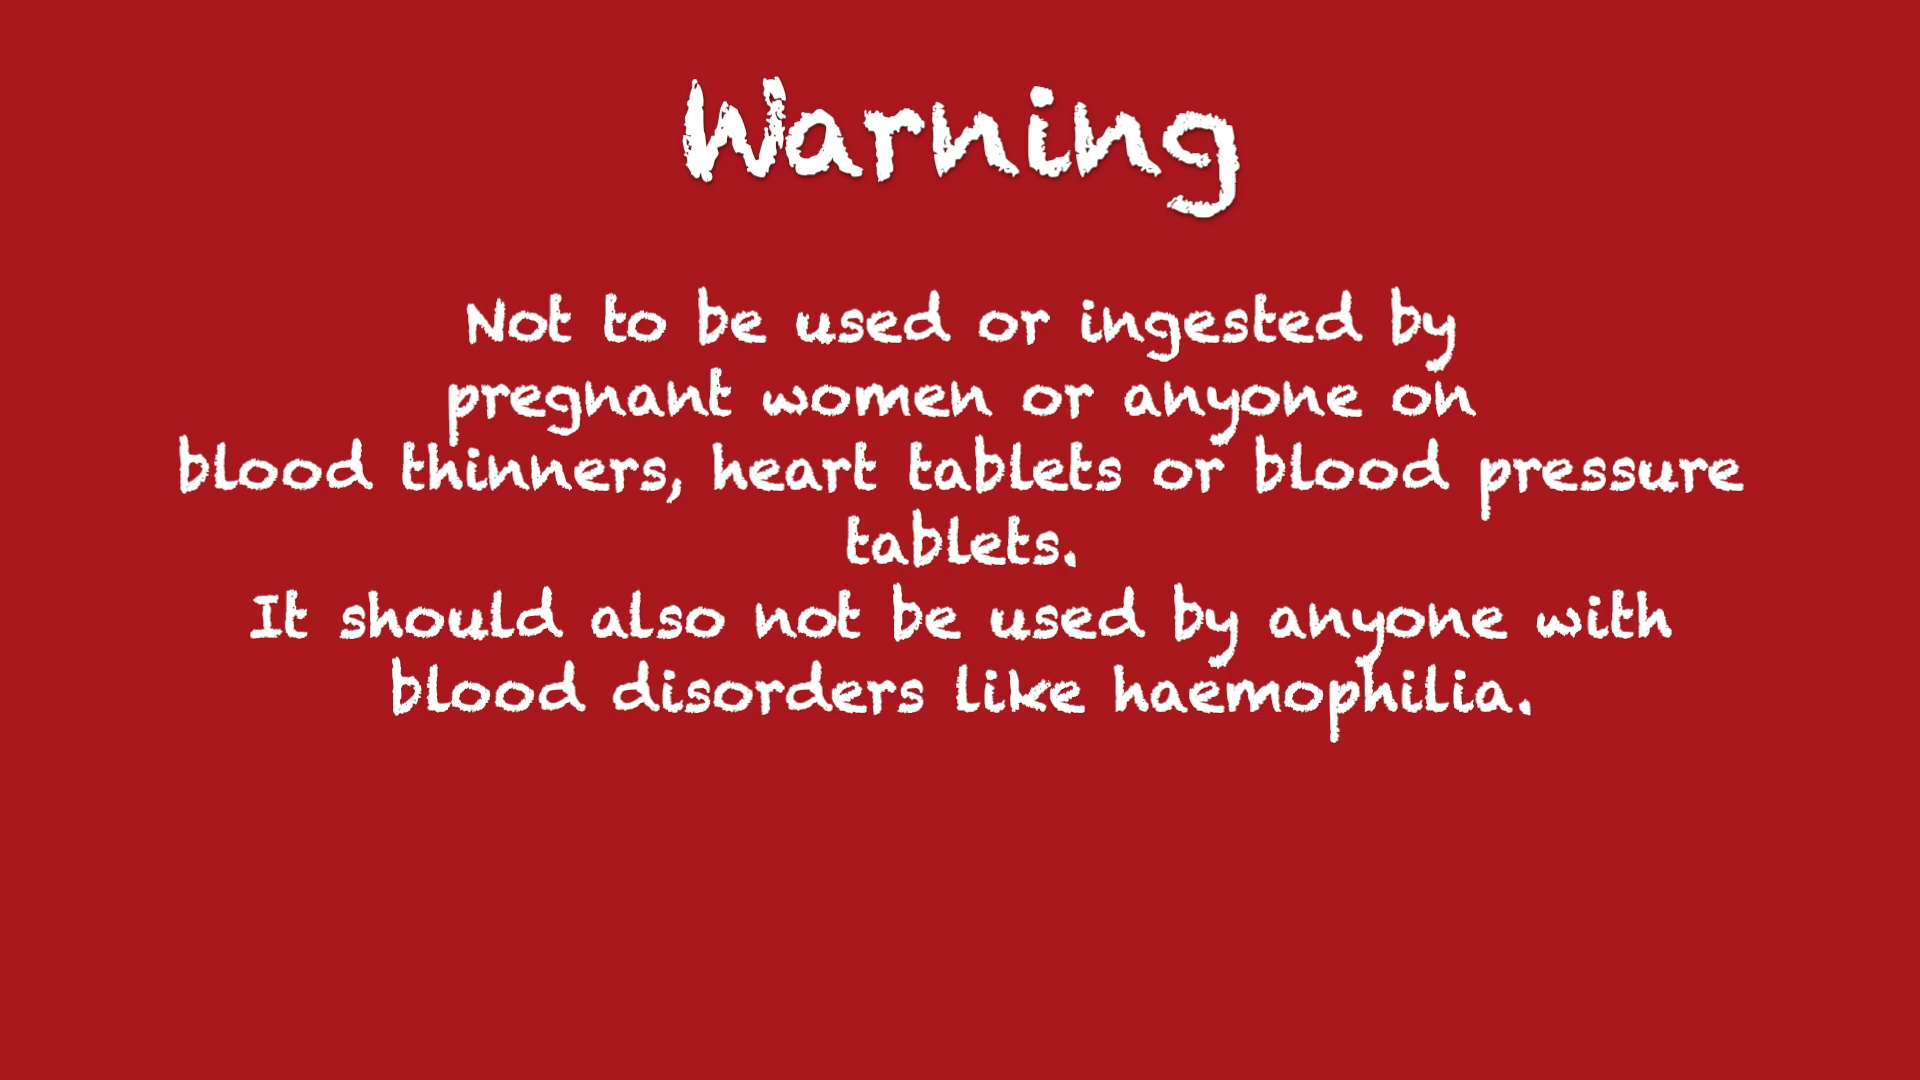 Warning
Not to be used or ingested by
pregnant women or anyone on
blood thinners, heart tablets or blood pressure
tablets.
It should also not be used by anyone with
blood disorders like haemophilia.